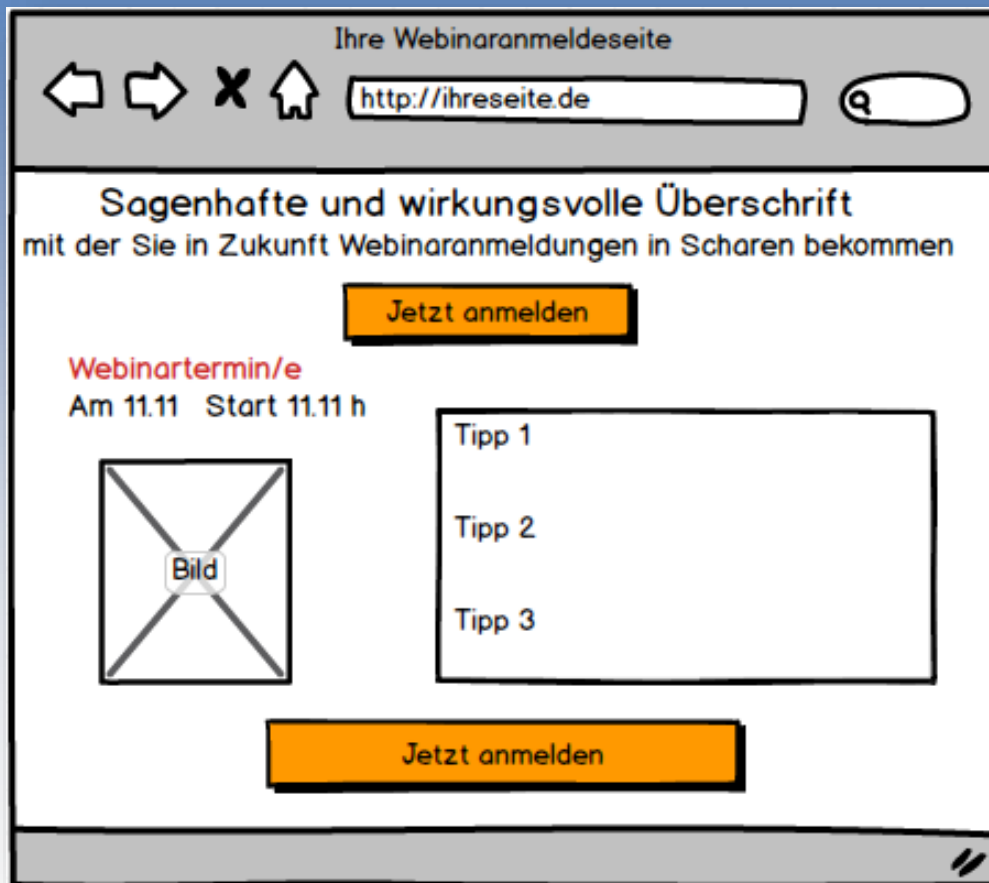 Ihre Webinaranmeldeseite
http://ihreseite.de
Sagenhafte und wirkungsvolle Überschrift
mit der Sie in Zukunft Webinaranmeldungen in Scharen bekommen
Jetzt anmelden
Webinartermin/e
Am 11.11 Start 11.11 h
Tipp 1
Tipp 2
Bild
Tipp 3
Jetzt anmelden